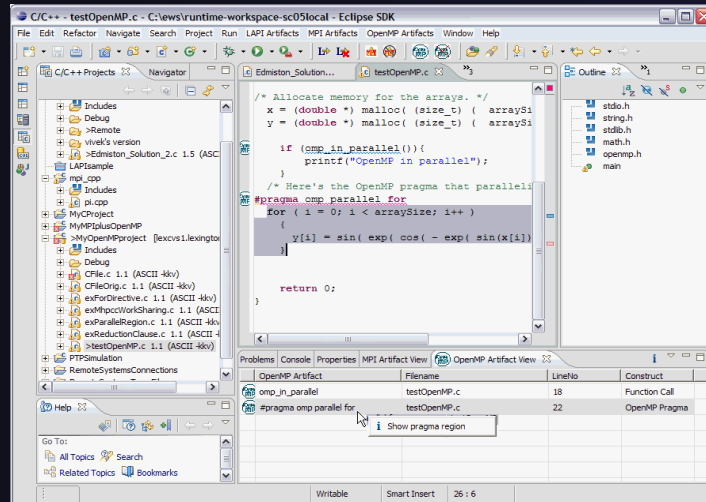 C/C++ - testOpenMP.c - C:\ews\runtime-workspace-sc05local - Eclipse SDK
File Edit Refactor Navigate Search Project Run LAPI Artifacts MPI Artifacts OpenMP Artifacts Window Help
C/C++ Projects
Navigator
Includes
Debug
>Remote
vivek's version
>Edmiston_Solution_2.c 1.5 (ASC
LAPIsample
mpi_cpp
Includes
pi.cpp
MyCProject
MyMPIplusOpenMP
>MyOpenMPproject [lexcvs1.lexingto
Includes
Debug
CFile.c 1.1 (ASCII -kkv)
CFileOrig.c 1.1 (ASCII -kkv)
exForDirective.c 1.1 (ASCII -kkv)
exMhpccWorkSharing.c 1.1 (ASCI
exParallelRegion.c 1.1 (ASCII -kkv
exReductionClause.c 1.1 (ASCII -k
>testOpenMP.c 1.1 (ASCII -kkv)
PTPSimulation
RemoteSystemsConnections
Help
Go To:
All Topics Search
Related Topics Bookmarks
Edmiston_Solution...
testOpenMP.c
»3
/* Allocate memory for the arrays. */
x = (double *) malloc( (size_t) ( arraySi
y = (double *) malloc( (size_t) ( arraySi
if (omp_in_parallel()){
printf("OpenMP in parallel");
}
/* Here's the OpenMP pragma that paralleli
#pragma omp parallel for
for ( i = 0; i < arraySize; i++ )
{
y[i] = sin( exp( cos( - exp( sin(x[i])
}
return 0;
}
Outline
»1
stdio.h
string.h
stdlib.h
math.h
openmp.h
main
Problems Console Properties MPI Artifact View OpenMP Artifact View
OpenMP Artifact Filename LineNo Construct
omp_in_parallel testOpenMP.c 18 Function Call
#pragma omp parallel for testOpenMP.c 22 OpenMP Pragma
Show pragma region
Writable Smart Insert 26 : 6